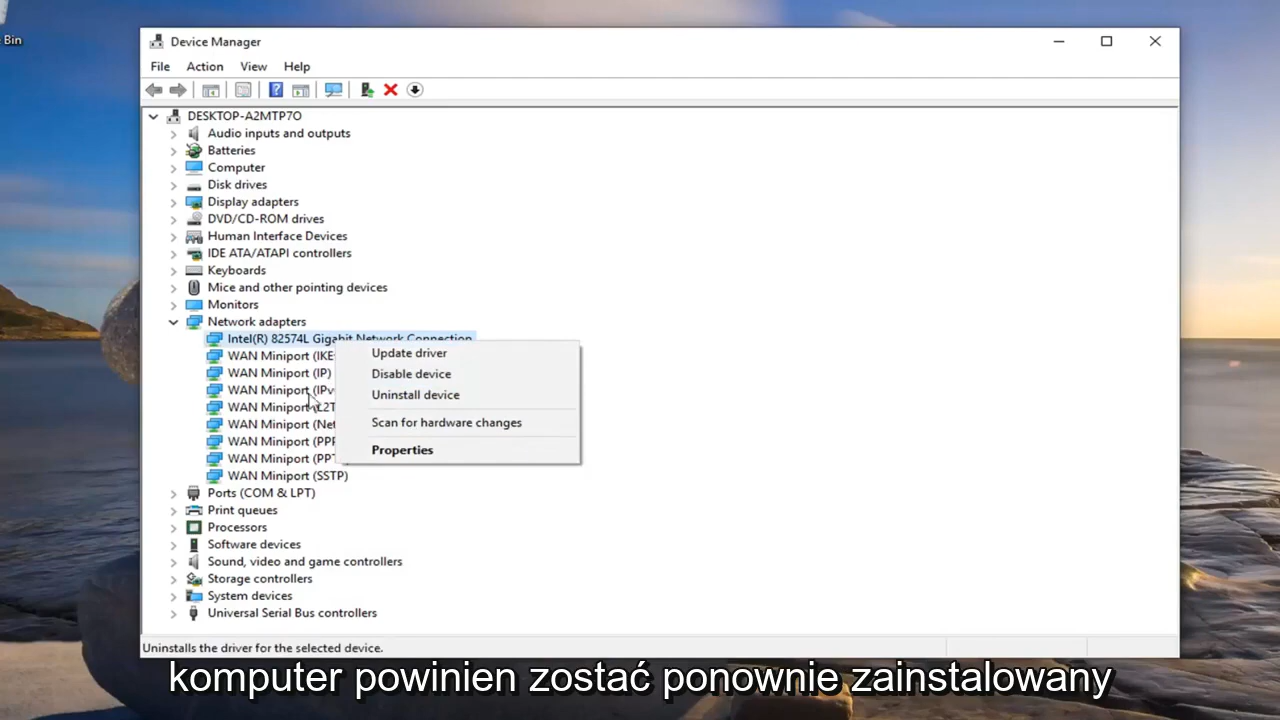 Bin
Device Manager
File Action View Help
DESKTOP-A2MTP7O
Audio inputs and outputs
Batteries
Computer
Disk drives
Display adapters
DVD/CD-ROM drives
Human Interface Devices
IDE ATA/ATAPI controllers
Keyboards
Mice and other pointing devices
Monitors
Network adapters
Intel(R) 82574L Gigabit Network Connection
WAN Miniport (IKE
WAN Miniport (IP)
WAN Miniport (IPv
WAN Miniport (L2T
WAN Miniport (Net
WAN Miniport (PPP
WAN Miniport (PPT
WAN Miniport (SSTP)
Update driver
Disable device
Uninstall device
Scan for hardware changes
Properties
Ports (COM & LPT)
Print queues
Processors
Software devices
Sound, video and game controllers
Storage controllers
System devices
Universal Serial Bus controllers
Uninstalls the driver for the selected device.
komputer powinien zostać ponownie zainstalowany